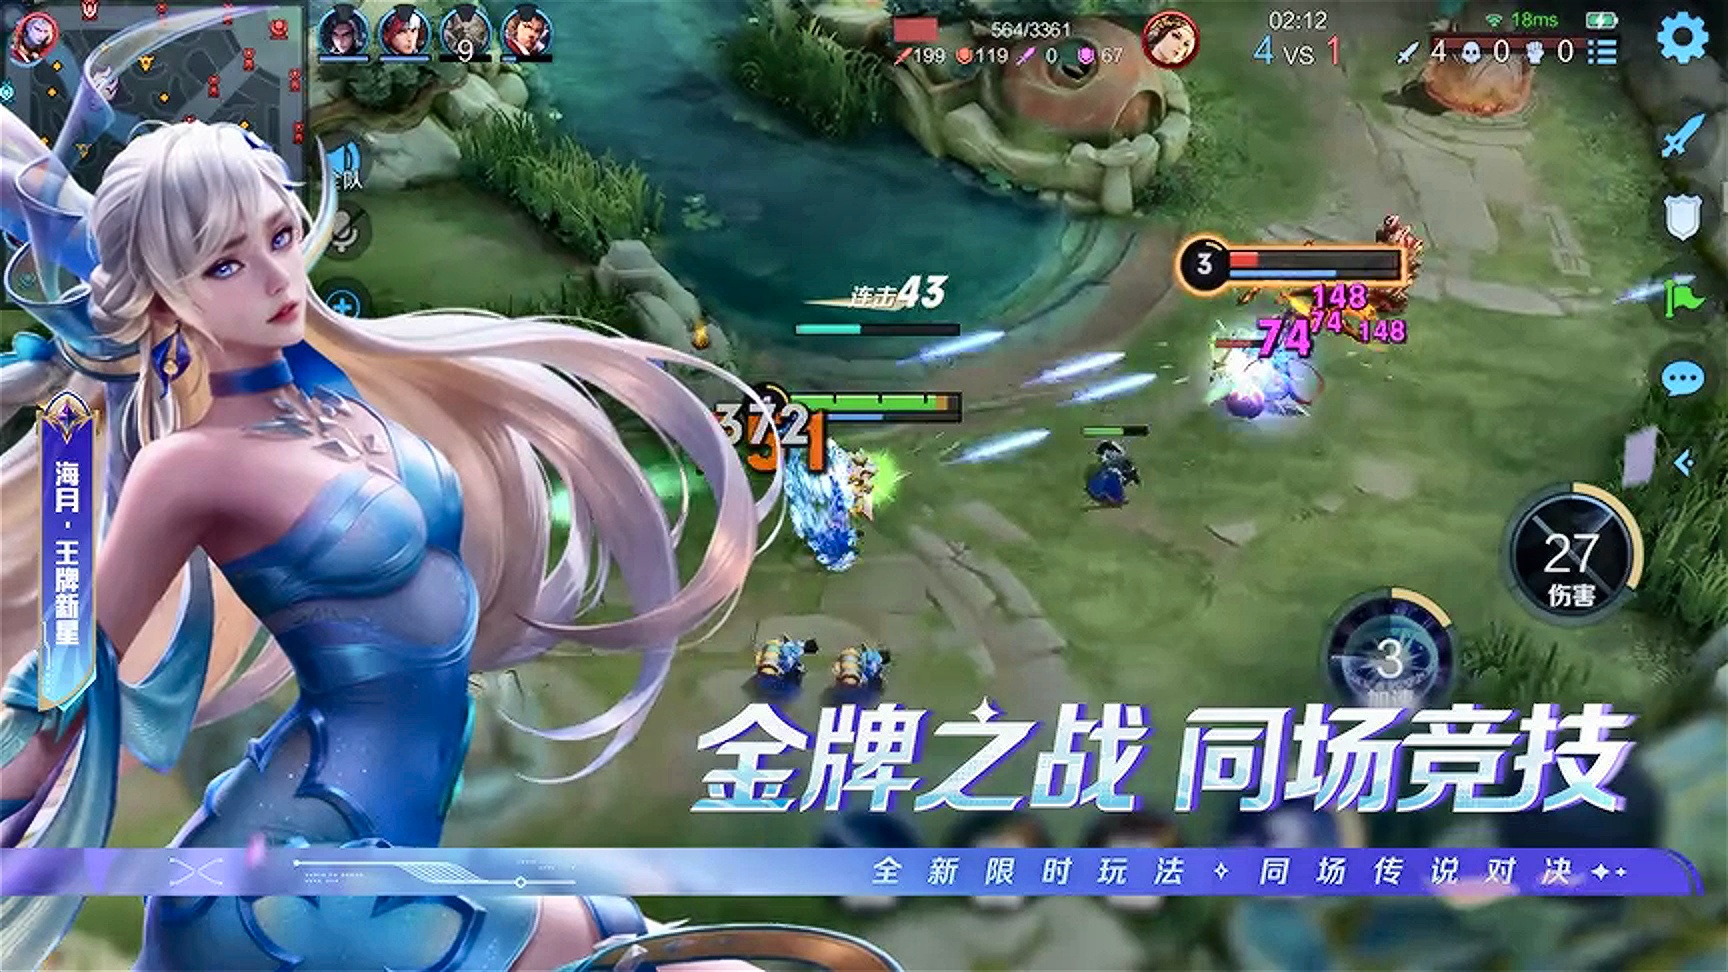 9
564/3361
199 119 0 67
02:12
4 VS 1
18ms
4 0 0
连击43
3
148
74
74
148
372
27
伤害
3
海月·王牌新星
金牌之战 同场竞技
全新限时玩法 同场传说对决